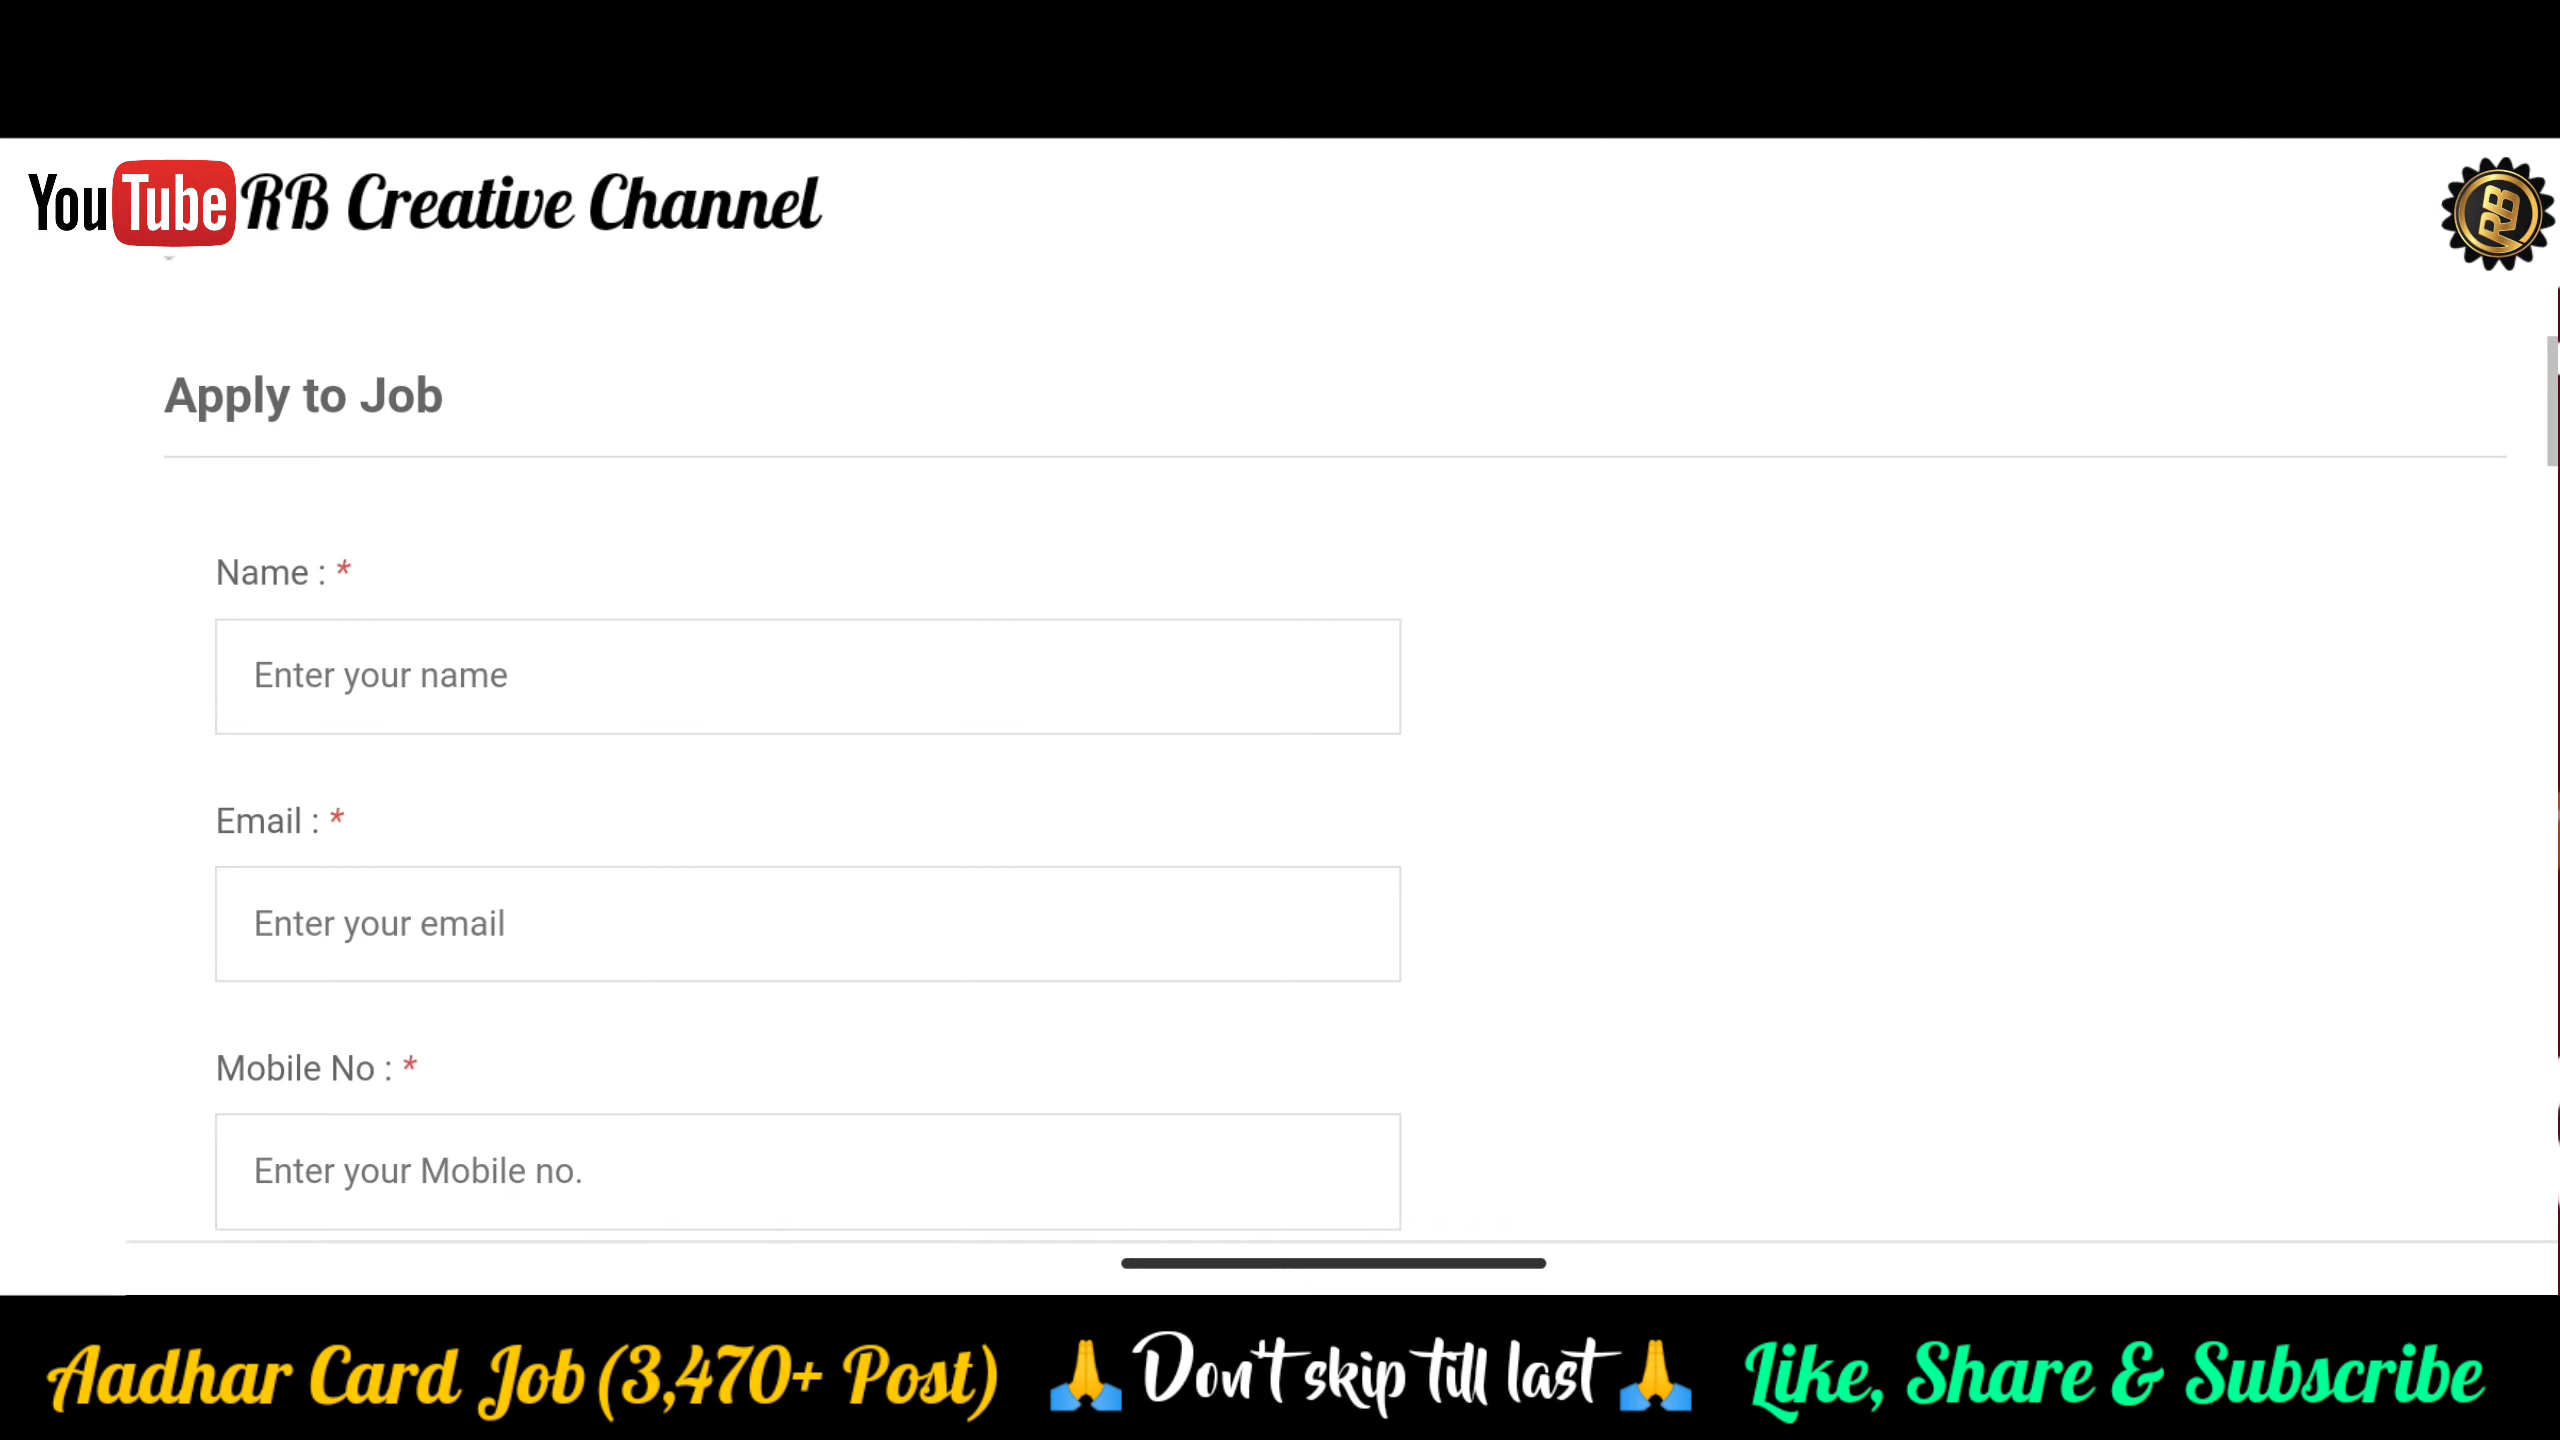 YouTube RB Creative Channel
RB
Apply to Job
Name : *
Enter your name
Email : *
Enter your email
Mobile No : *
Enter your Mobile no.
Aadhar Card Job (3,470+ Post) 🙏 Don't skip till last 🙏 Like, Share & Subscribe